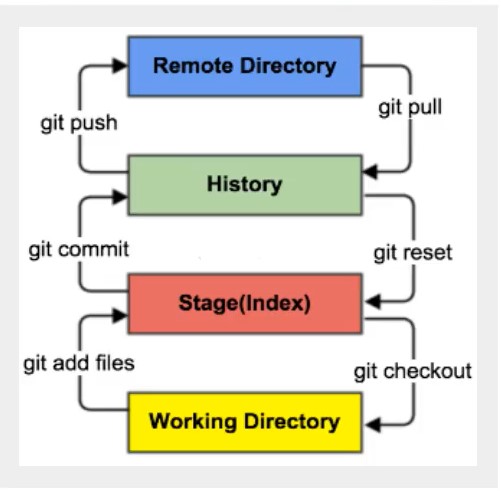 Remote Directory
git push
git pull
History
git commit
git reset
Stage(Index)
git add files
git checkout
Working Directory